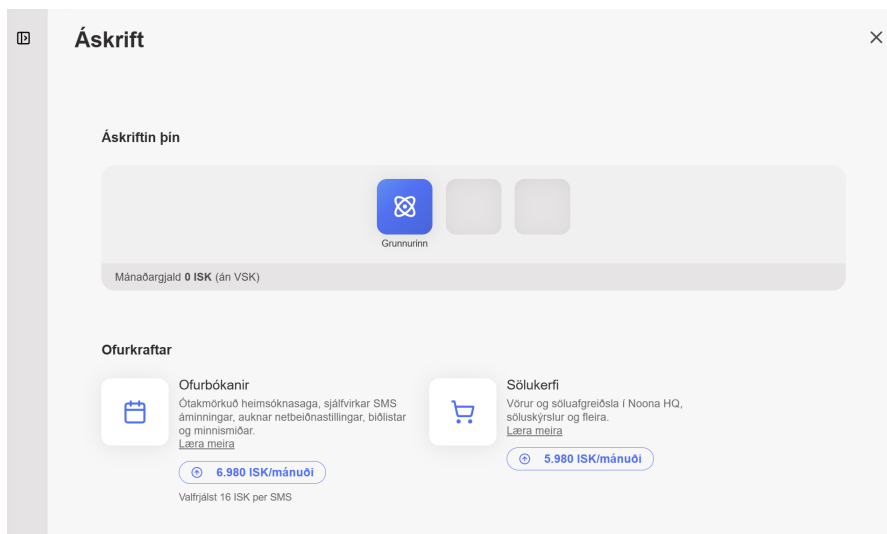 Áskrift
Áskriftin þín
Grunnurinn
Mánaðargjald 0 ISK (án VSK)
Ofurkraftar
Ofurbókanir
Ótakmörkuð heimsóknasaga, sjálfvirkar SMS
áminningar, auknar netbeiðnastillingar, biðlistar
og minnismiðar.
Læra meira
6.980 ISK/mánuði
Valfrjálst 16 ISK per SMS
Sölukerfi
Vörur og söluafgreiðsla í Noona HQ,
söluskýrslur og fleira.
Læra meira
5.980 ISK/mánuði